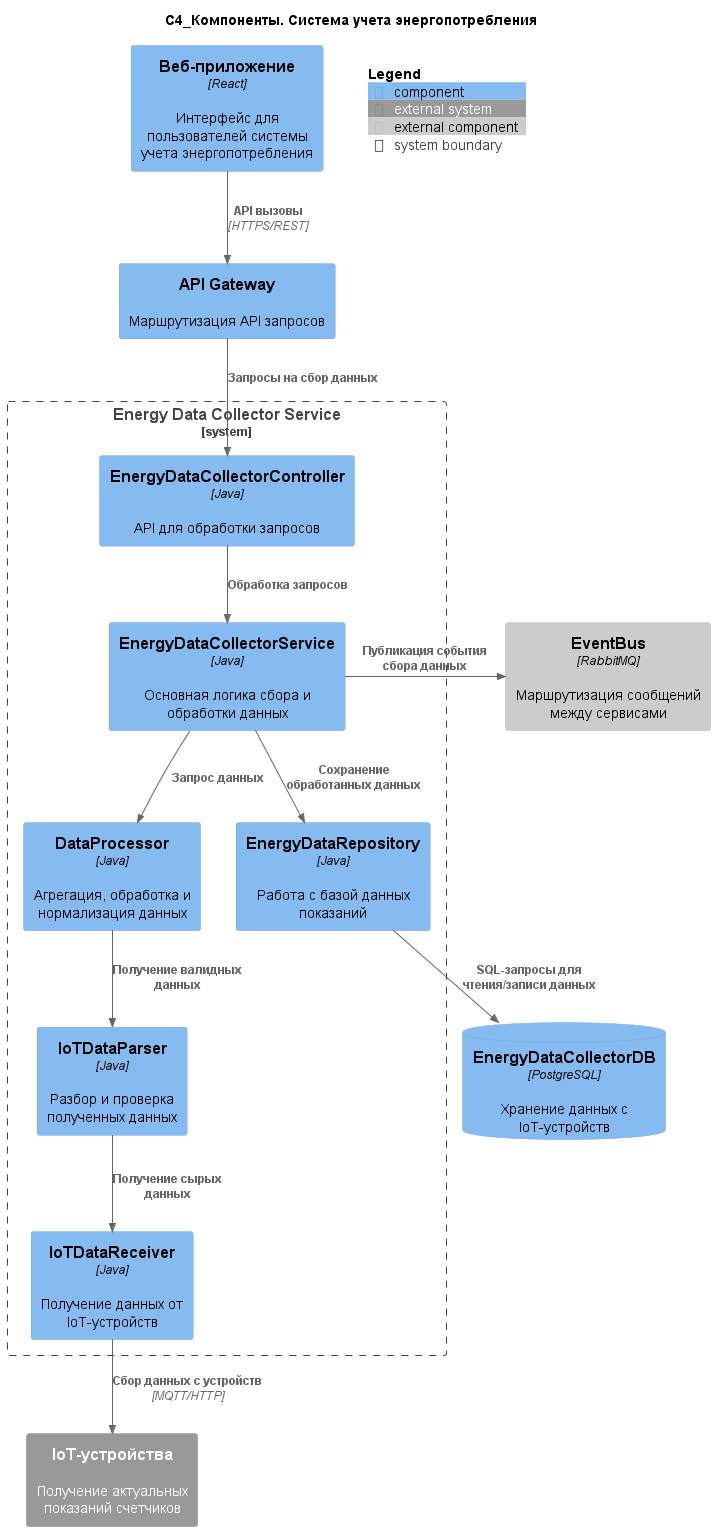 C4_Компоненты. Система учета энергопотребления
Веб-приложение
[React]
Интерфейс для
пользователей системы
учета энергопотребления
Legend
component
external system
external component
system boundary
API вызовы
[HTTPS/REST]
API Gateway
Маршрутизация API запросов
Запросы на сбор данных
Energy Data Collector Service
[system]
EnergyDataCollectorController
[Java]
API для обработки запросов
Обработка запросов
EnergyDataCollectorService
[Java]
Основная логика сбора и
обработки данных
Публикация события
сбора данных
EventBus
[RabbitMQ]
Маршрутизация сообщений
между сервисами
Запрос данных
Сохранение
обработанных данных
DataProcessor
[Java]
Агрегация, обработка и
нормализация данных
EnergyDataRepository
[Java]
Работа с базой данных
показаний
Получение валидных
данных
SQL-запросы для
чтения/записи данных
IoTDataParser
[Java]
Разбор и проверка
полученных данных
EnergyDataCollectorDB
[PostgreSQL]
Хранение данных с
IoT-устройств
Получение сырых
данных
IoTDataReceiver
[Java]
Получение данных от
IoT-устройств
Сбор данных с устройств
[MQTT/HTTP]
IoT-устройства
Получение актуальных
показаний счетчиков